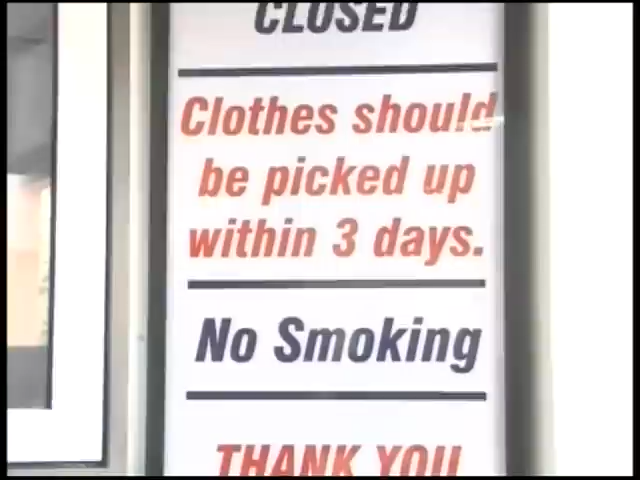 CLOSED
Clothes should
be picked up
within 3 days.
No Smoking
THANK YOU